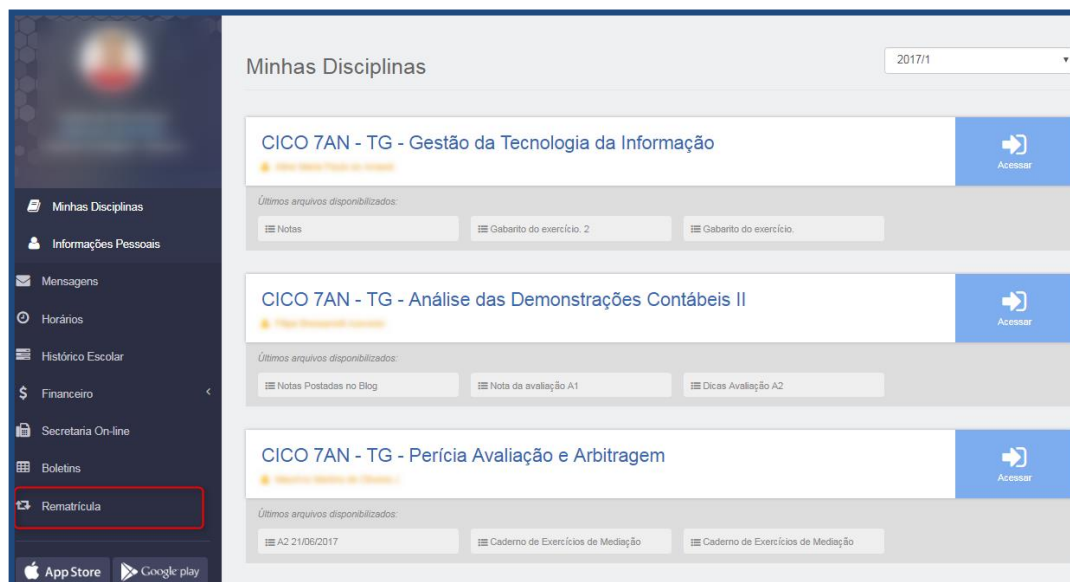 Minhas Disciplinas
Informações Pessoais
Mensagens
Horários
Histórico Escolar
Financeiro
Secretaria On-line
Boletins
Rematrícula
App Store
Google play
Minhas Disciplinas
2017/1
CICO 7AN - TG - Gestão da Tecnologia da Informação
Acessar
Últimos arquivos disponibilizados:
Notas
Gabarito do exercício. 2
Gabarito do exercício.
CICO 7AN - TG - Análise das Demonstrações Contábeis II
Acessar
Últimos arquivos disponibilizados:
Notas Postadas no Blog
Nota da avaliação A1
Dicas Avaliação A2
CICO 7AN - TG - Perícia Avaliação e Arbitragem
Acessar
Últimos arquivos disponibilizados:
A2 21/06/2017
Caderno de Exercícios de Mediação
Caderno de Exercícios de Mediação